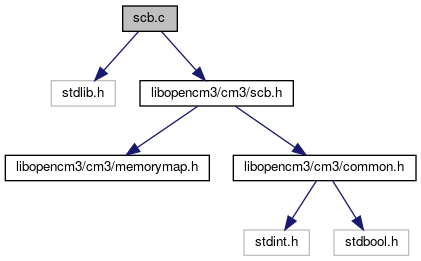 scb.c
stdlib.h
libopencm3/cm3/scb.h
libopencm3/cm3/memorymap.h
libopencm3/cm3/common.h
stdint.h
stdbool.h